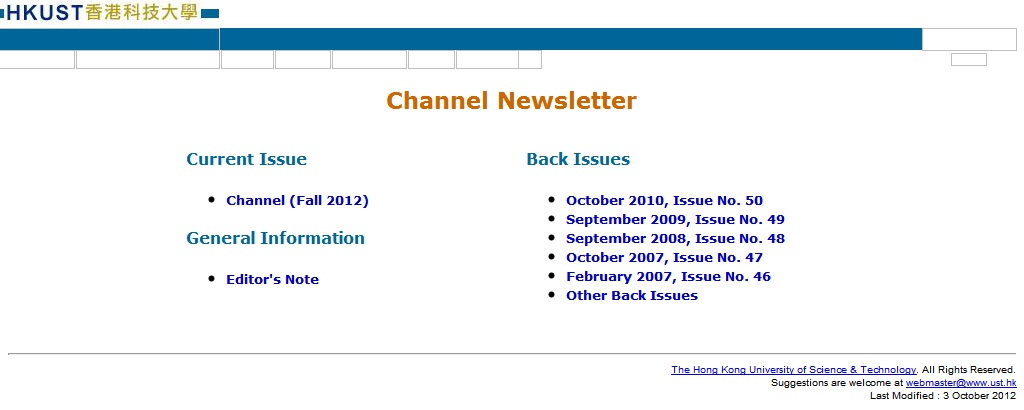 HKUST香港科技大學
Channel Newsletter
Current Issue
Channel (Fall 2012)
General Information
Editor's Note
Back Issues
October 2010, Issue No. 50
September 2009, Issue No. 49
September 2008, Issue No. 48
October 2007, Issue No. 47
February 2007, Issue No. 46
Other Back Issues
The Hong Kong University of Science & Technology. All Rights Reserved.
Suggestions are welcome at webmaster@www.ust.hk
Last Modified : 3 October 2012